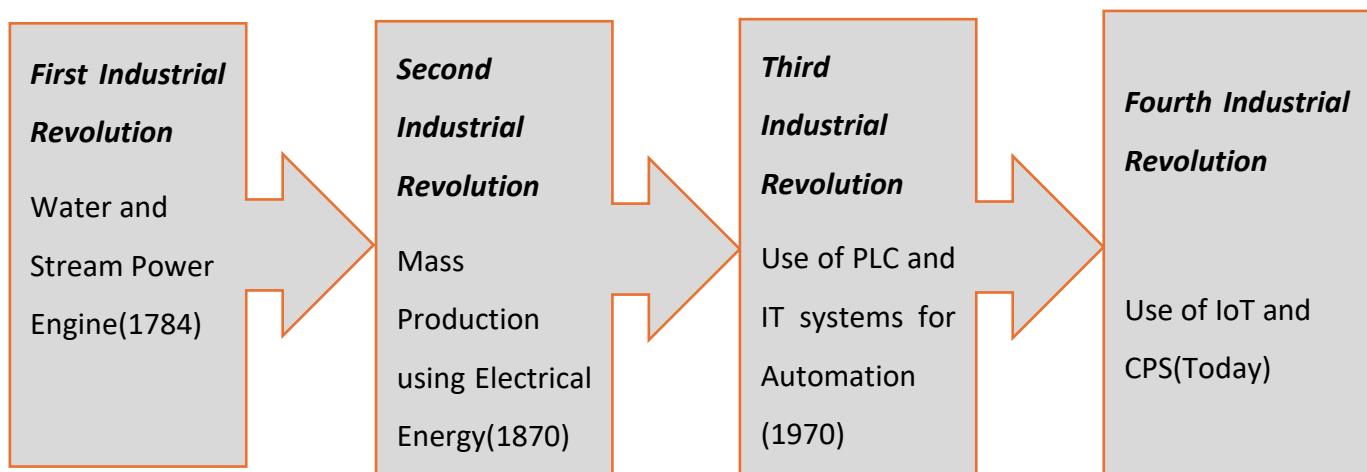 First Industrial
Revolution
Water and
Stream Power
Engine(1784)
Second
Industrial
Revolution
Mass
Production
using Electrical
Energy(1870)
Third
Industrial
Revolution
Use of PLC and
IT systems for
Automation
(1970)
Fourth Industrial
Revolution
Use of IoT and
CPS(Today)